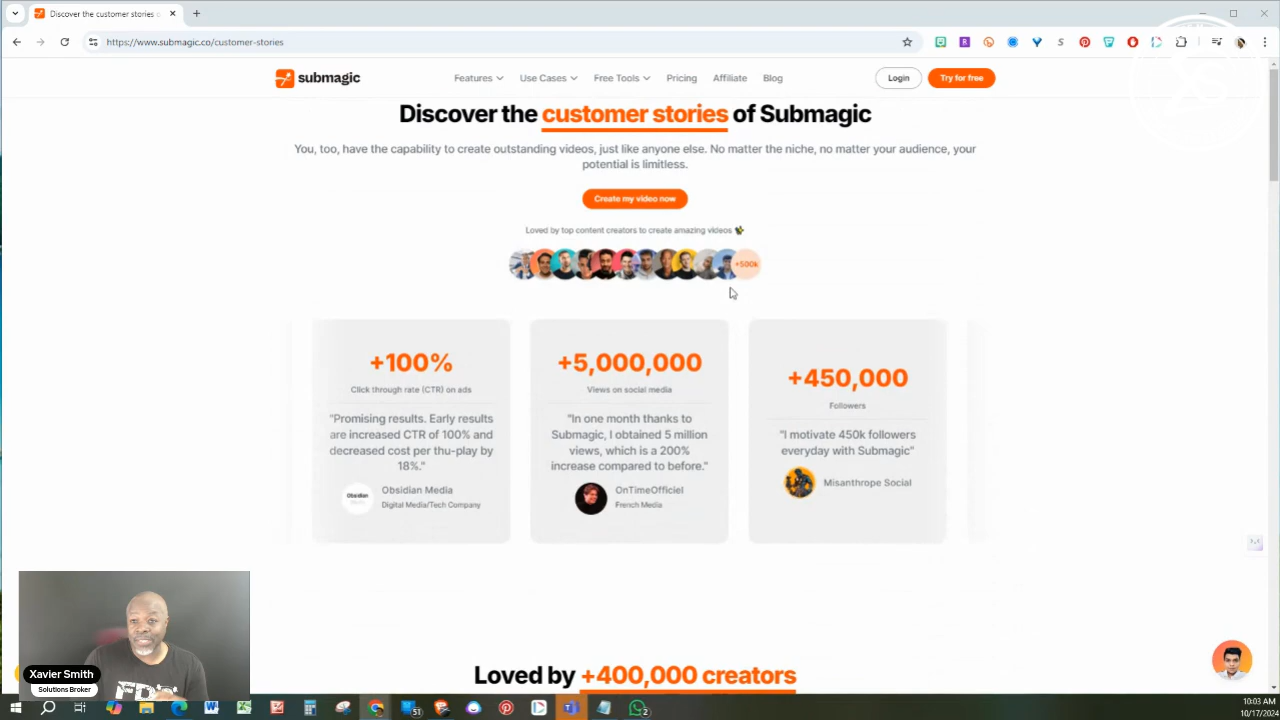 Discover the customer stories o
https://www.submagic.co/customer-stories
submagic
Features
Use Cases
Free Tools
Pricing
Affiliate
Blog
Login
Try for free
Discover the customer stories of Submagic
You, too, have the capability to create outstanding videos, just like anyone else. No matter the niche, no matter your audience, your
potential is limitless.
Create my video now
Loved by top content creators to create amazing videos
+500k
+100%
Click through rate (CTR) on ads
"Promising results. Early results
are increased CTR of 100% and
decreased cost per thu-play by
18%."
Obsidian
Obsidian Media
Digital Media/Tech Company
+5,000,000
Views on social media
"In one month thanks to
Submagic, I obtained 5 million
views, which is a 200%
increase compared to before."
OnTimeOfficiel
French Media
+450,000
Followers
"I motivate 450k followers
everyday with Submagic"
Misanthrope Social
Loved by +400,000 creators
Xavier Smith
Solutions Broker
10:03 AM
10/17/2024